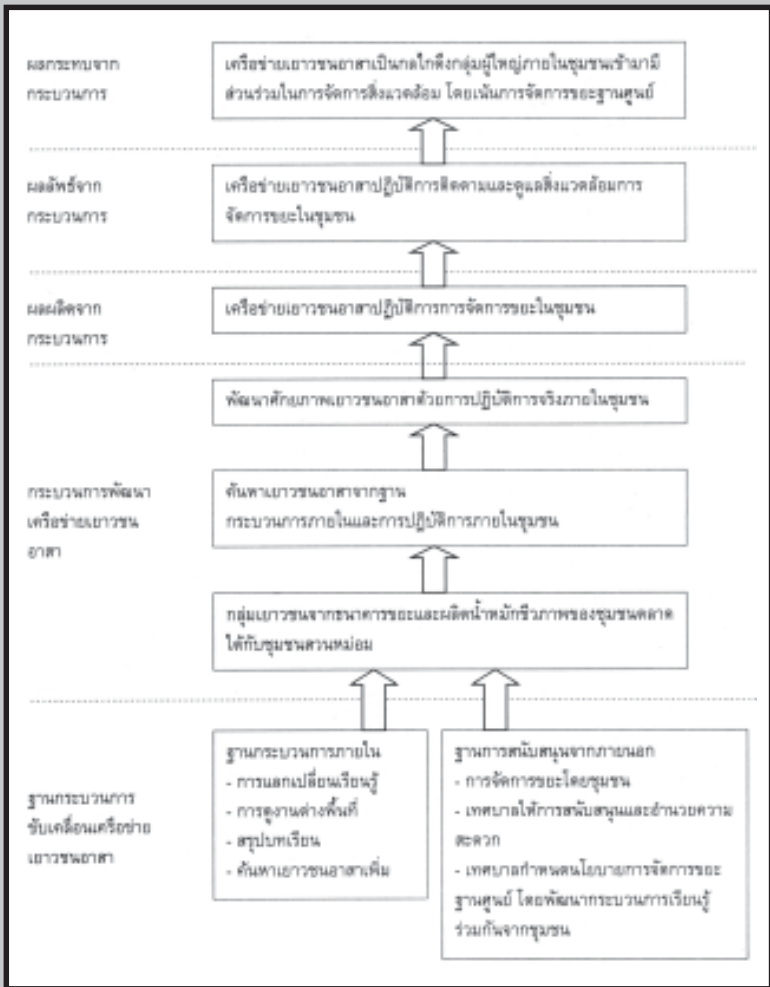 ผลกระทบจาก
กระบวนการ
เครือข่ายเยาวชนอาสาเป็นกลไกดึงกลุ่มผู้ใหญ่ภายในชุมชนเข้ามามี
ส่วนร่วมในการจัดการสิ่งแวดล้อม โดยเน้นการจัดการขยะฐานศูนย์
ผลลัพธ์จาก
กระบวนการ
เครือข่ายเยาวชนอาสาปฏิบัติการติดตามและดูแลสิ่งแวดล้อมการ
จัดการขยะในชุมชน
ผลผลิตจาก
กระบวนการ
เครือข่ายเยาวชนอาสาปฏิบัติการการจัดการขยะในชุมชน
พัฒนาศักยภาพเยาวชนอาสาด้วยการปฏิบัติการจริงภายในชุมชน
กระบวนการพัฒนา
เครือข่ายเยาวชน
อาสา
ค้นหาเยาวชนอาสาจากฐาน
กระบวนการภายในและการปฏิบัติการภายในชุมชน
กลุ่มเยาวชนจากธนาคารขยะและผลิตน้ำหมักชีวภาพของชุมชนตลาด
ใต้กับชุมชนสวนหม่อม
ฐานกระบวนการ
ขับเคลื่อนเครือข่าย
เยาวชนอาสา
ฐานกระบวนการภายใน
- การแลกเปลี่ยนเรียนรู้
- การดูงานต่างพื้นที่
- สรุปบทเรียน
- ค้นหาเยาวชนอาสาเพิ่ม
ฐานการสนับสนุนจากภายนอก
- การจัดการขยะโดยชุมชน
- เทศบาลให้การสนับสนุนและอำนวยความ
สะดวก
- เทศบาลกำหนดนโยบายการจัดการขยะ
ฐานศูนย์ โดยพัฒนากระบวนการเรียนรู้
ร่วมกันจากชุมชน